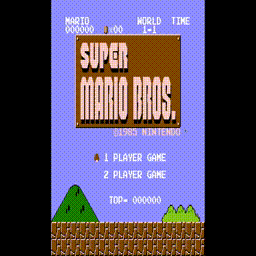 MARIO WORLD TIME
000000 :00 1-1
SUPER
MARIO BROS.
©1985 NINTENDO
1 PLAYER GAME
2 PLAYER GAME
TOP- 000000